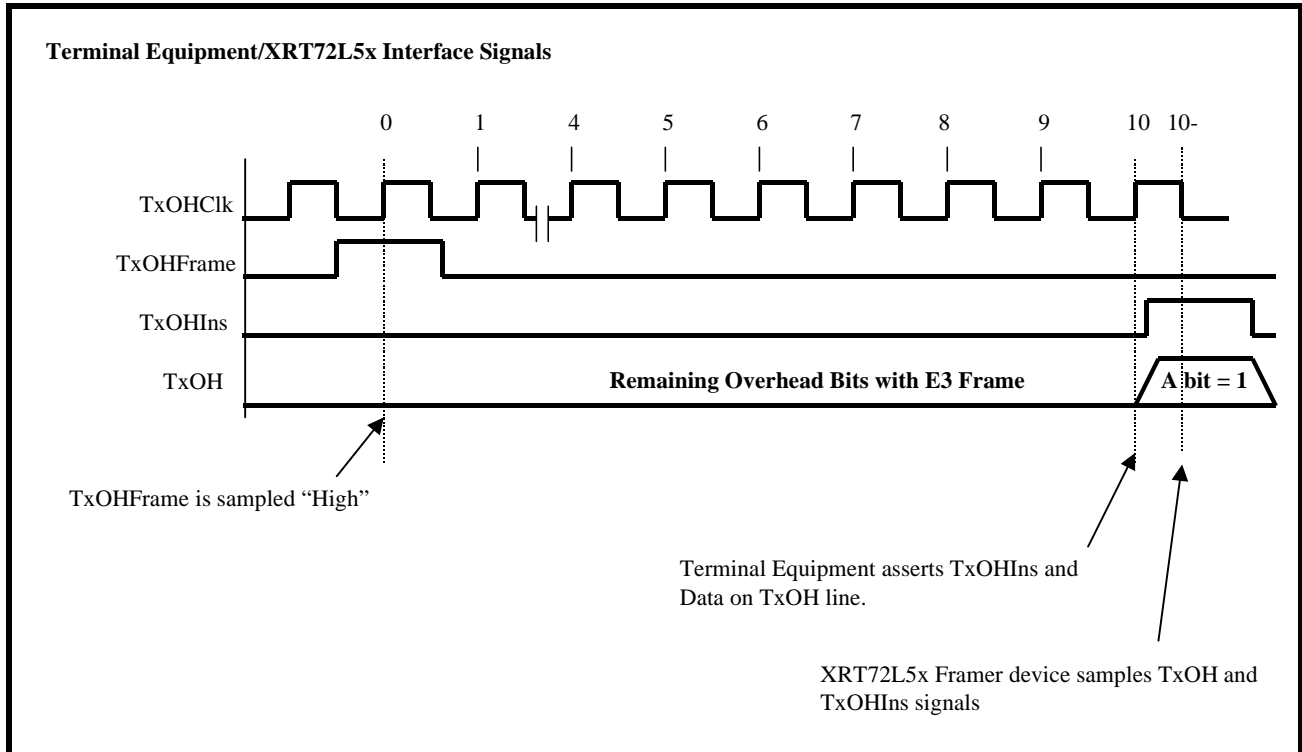 Terminal Equipment/XRT72L5x Interface Signals
0 1 4 5 6 7 8 9 10 10-
TxOHClk
TxOHFrame
TxOHIns
TxOH
Remaining Overhead Bits with E3 Frame
A bit = 1
TxOHFrame is sampled “High”
Terminal Equipment asserts TxOHIns and
Data on TxOH line.
XRT72L5x Framer device samples TxOH and
TxOHIns signals